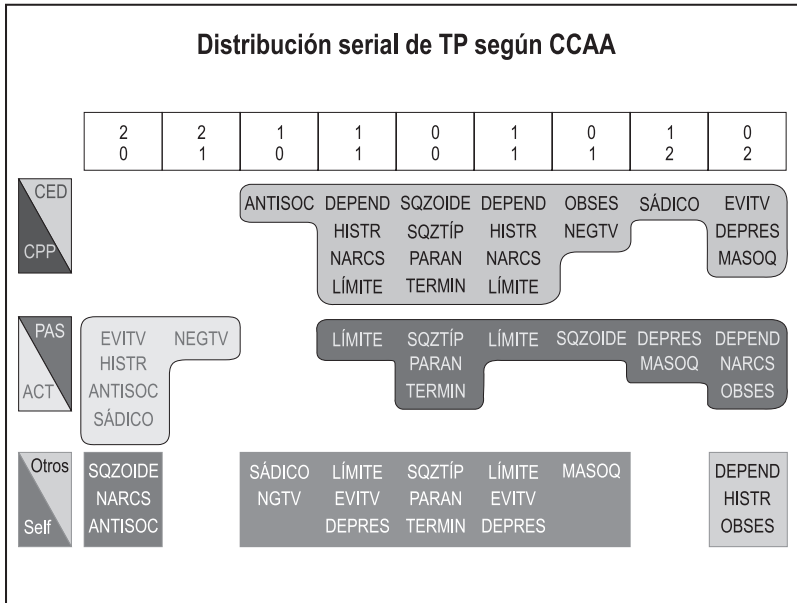 Distribución serial de TP según CCAA
2 2 1 1 0 1 0 1 0
0 1 0 1 0 1 1 2 2
CED
CPP
ANTISOC DEPEND SQZOIDE DEPEND OBSES SÁDICO EVITV
HISTR SQZTÍP HISTR NEGTV DEPRES
NARCS PARAN NARCS MASOQ
LÍMITE TERMIN LÍMITE
PAS
ACT
EVITV NEGTV LÍMITE SQZTÍP LÍMITE SQZOIDE DEPRES DEPEND
HISTR PARAN MASOQ NARCS
ANTISOC TERMIN OBSES
SÁDICO
Otros
Self
SQZOIDE SÁDICO LÍMITE SQZTÍP LÍMITE MASOQ DEPEND
NARCS NGTV EVITV PARAN EVITV HISTR
ANTISOC DEPRES TERMIN DEPRES OBSES